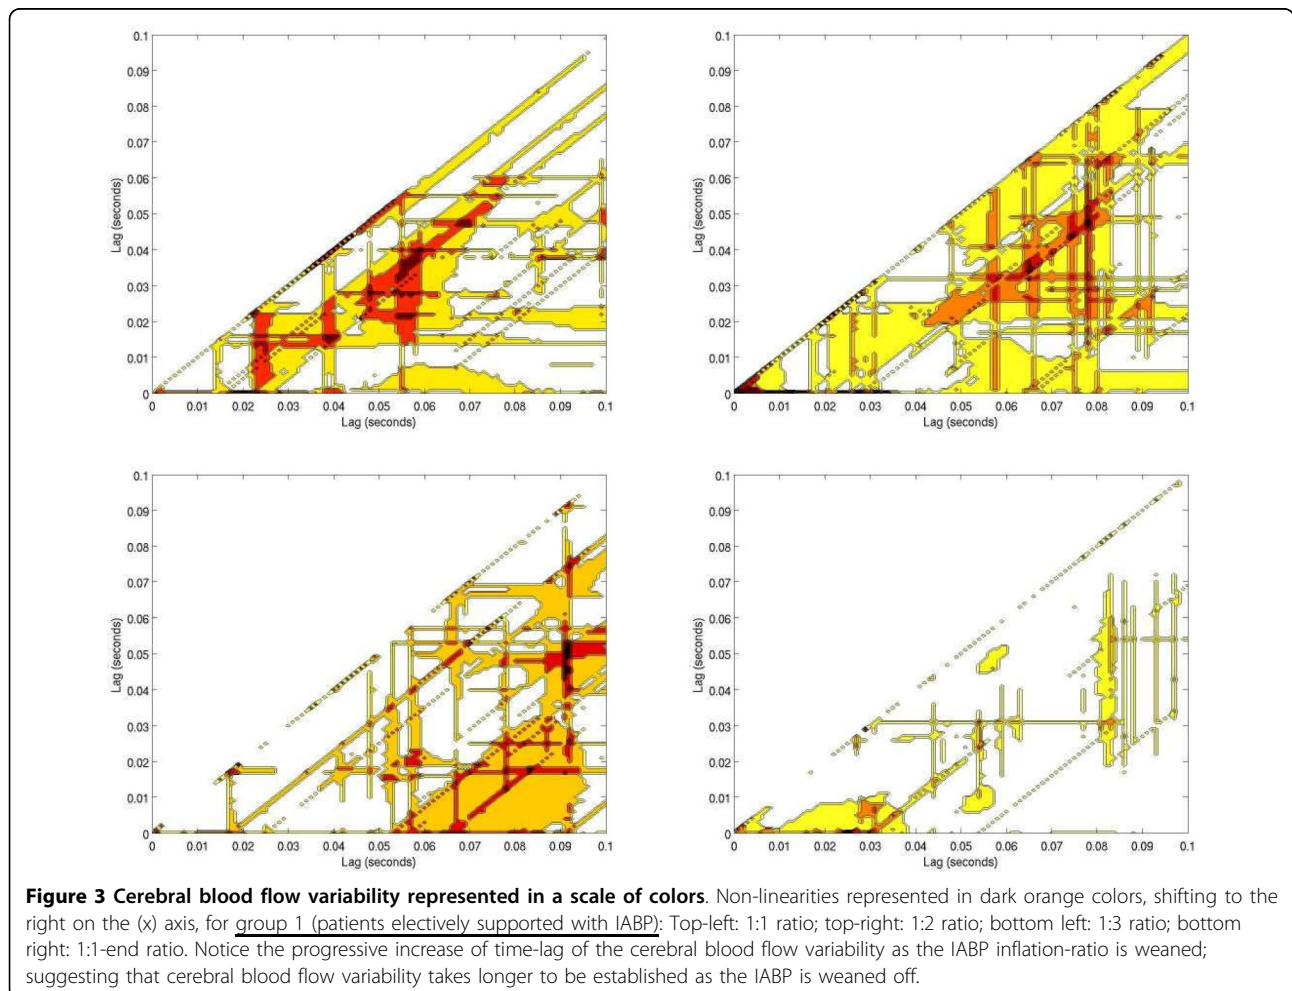 0.1
0.09
0.08
0.07
0.06
0.05
0.04
0.03
0.02
0.01
0
Lag (seconds)
0 0.01 0.02 0.03 0.04 0.05 0.06 0.07 0.08 0.09 0.1
Lag (seconds)
0.1
0.09
0.08
0.07
0.06
0.05
0.04
0.03
0.02
0.01
0
Lag (seconds)
0 0.01 0.02 0.03 0.04 0.05 0.06 0.07 0.08 0.09 0.1
Lag (seconds)
0.1
0.09
0.08
0.07
0.06
0.05
0.04
0.03
0.02
0.01
0
Lag (seconds)
0 0.01 0.02 0.03 0.04 0.05 0.06 0.07 0.08 0.09 0.1
Lag (seconds)
0.1
0.09
0.08
0.07
0.06
0.05
0.04
0.03
0.02
0.01
0
Lag (seconds)
0 0.01 0.02 0.03 0.04 0.05 0.06 0.07 0.08 0.09 0.1
Lag (seconds)
Figure 3 Cerebral blood flow variability represented in a scale of colors. Non-linearities represented in dark orange colors, shifting to the
right on the (x) axis, for group 1 (patients electively supported with IABP): Top-left: 1:1 ratio; top-right: 1:2 ratio; bottom left: 1:3 ratio; bottom
right: 1:1-end ratio. Notice the progressive increase of time-lag of the cerebral blood flow variability as the IABP inflation-ratio is weaned;
suggesting that cerebral blood flow variability takes longer to be established as the IABP is weaned off.